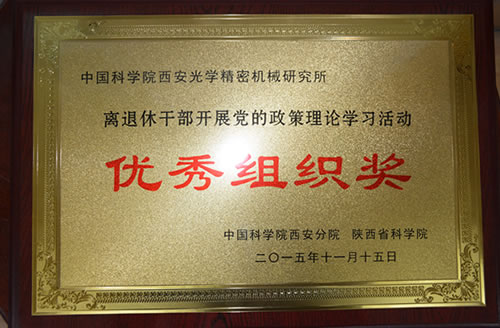 中国科学院西安光学精密机械研究所
离退休干部开展党的政策理论学习活动
优秀组织奖
中国科学院西安分院 陕西省科学院
二〇一五年十一月十五日